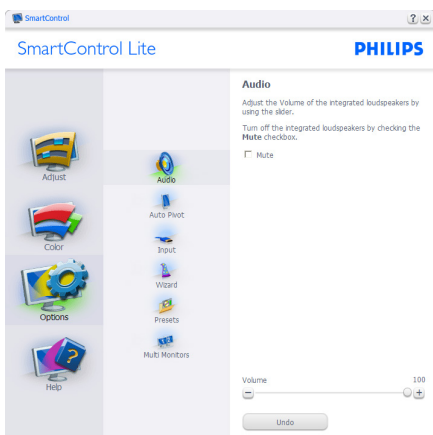 SmartControl
SmartControl Lite
PHILIPS
Adjust
Color
Options
Help
Audio
Auto Pivot
Input
Wizard
Presets
Multi Monitors
Audio
Adjust the Volume of the integrated loudspeakers by
using the slider.
Turn off the integrated loudspeakers by checking the
Mute checkbox.
Mute
Volume 100
Undo